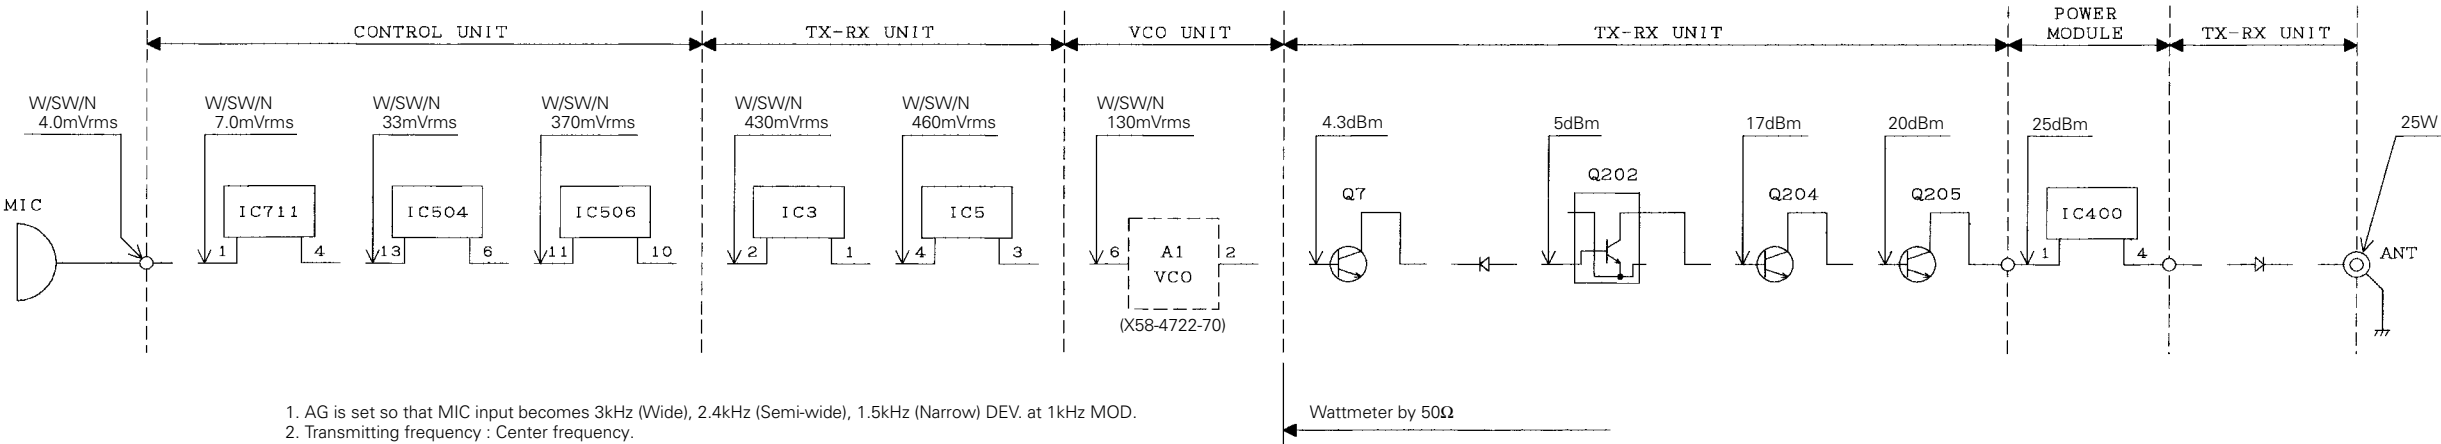 CONTROL UNIT
TX-RX UNIT
VCO UNIT
TX-RX UNIT
POWER
MODULE
TX-RX UNIT
W/SW/N
4.0mVrms
W/SW/N
7.0mVrms
W/SW/N
33mVrms
W/SW/N
370mVrms
W/SW/N
430mVrms
W/SW/N
460mVrms
W/SW/N
130mVrms
4.3dBm
5dBm
17dBm
20dBm
25dBm
25W
MIC
IC711
1
4
IC504
13
6
IC506
11
10
IC3
2
1
IC5
4
3
A1
VCO
6
2
(X58-4722-70)
Q7
Q202
Q204
Q205
IC400
1
4
ANT
1. AG is set so that MIC input becomes 3kHz (Wide), 2.4kHz (Semi-wide), 1.5kHz (Narrow) DEV. at 1kHz MOD.
2. Transmitting frequency : Center frequency.
Wattmeter by 50Ω